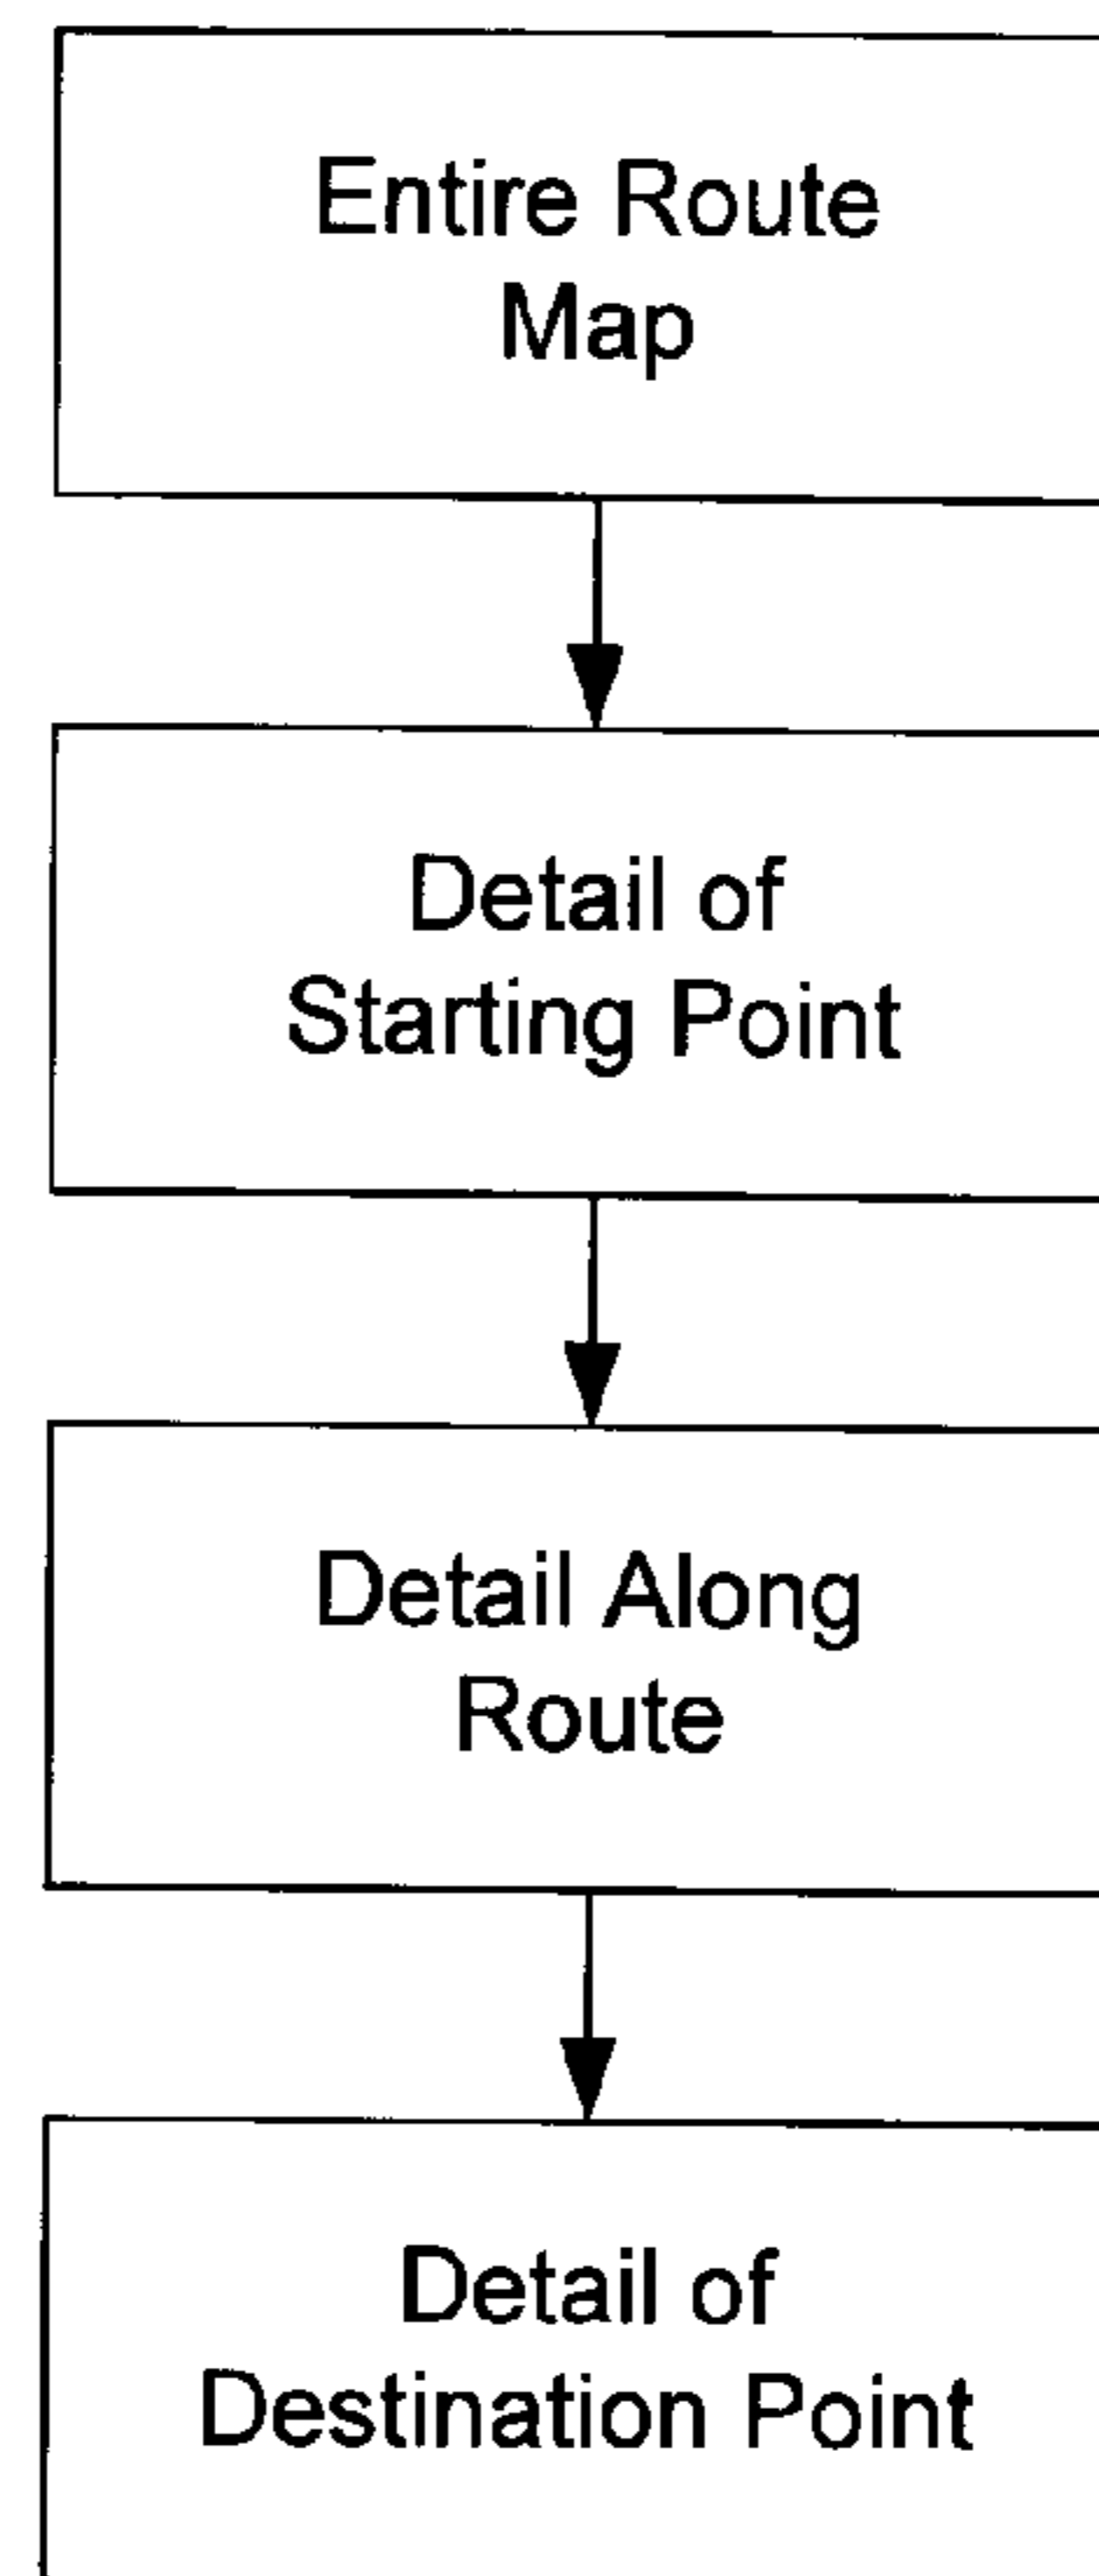 Entire Route
Map
Detail of
Starting Point
Detail Along
Route
Detail of
Destination Point